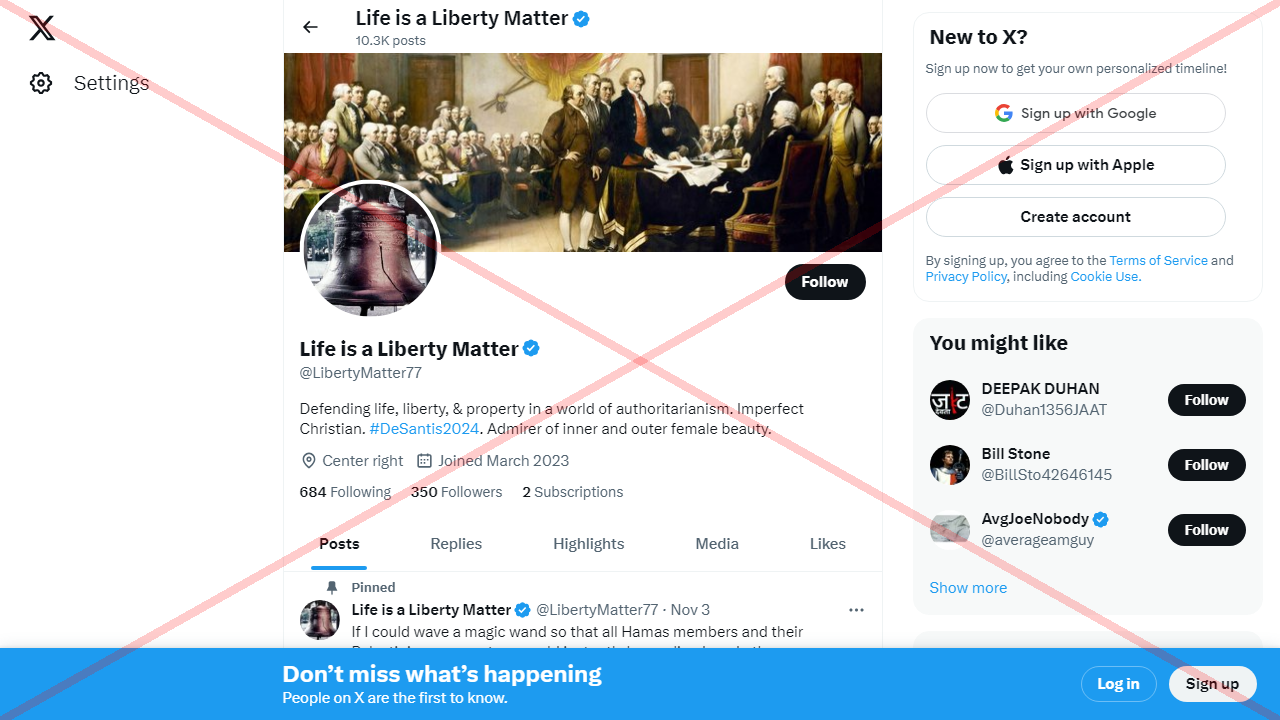 Settings
Life is a Liberty Matter
10.3K posts
Follow
Life is a Liberty Matter
@LibertyMatter77
Defending life, liberty, & property in a world of authoritarianism. Imperfect
Christian. #DeSantis2024. Admirer of inner and outer female beauty.
Center right Joined March 2023
684 Following 350 Followers 2 Subscriptions
Posts Replies Highlights Media Likes
Pinned
Life is a Liberty Matter @LibertyMatter77 · Nov 3
If I could wave a magic wand so that all Hamas members and their
New to X?
Sign up now to get your own personalized timeline!
Sign up with Google
Sign up with Apple
Create account
By signing up, you agree to the Terms of Service and
Privacy Policy, including Cookie Use.
You might like
DEEPAK DUHAN
@Duhan1356JAAT
Follow
Bill Stone
@BillSto42646145
Follow
AvgJoeNobody
@averageamguy
Follow
Show more
Don’t miss what’s happening
People on X are the first to know.
Log in
Sign up